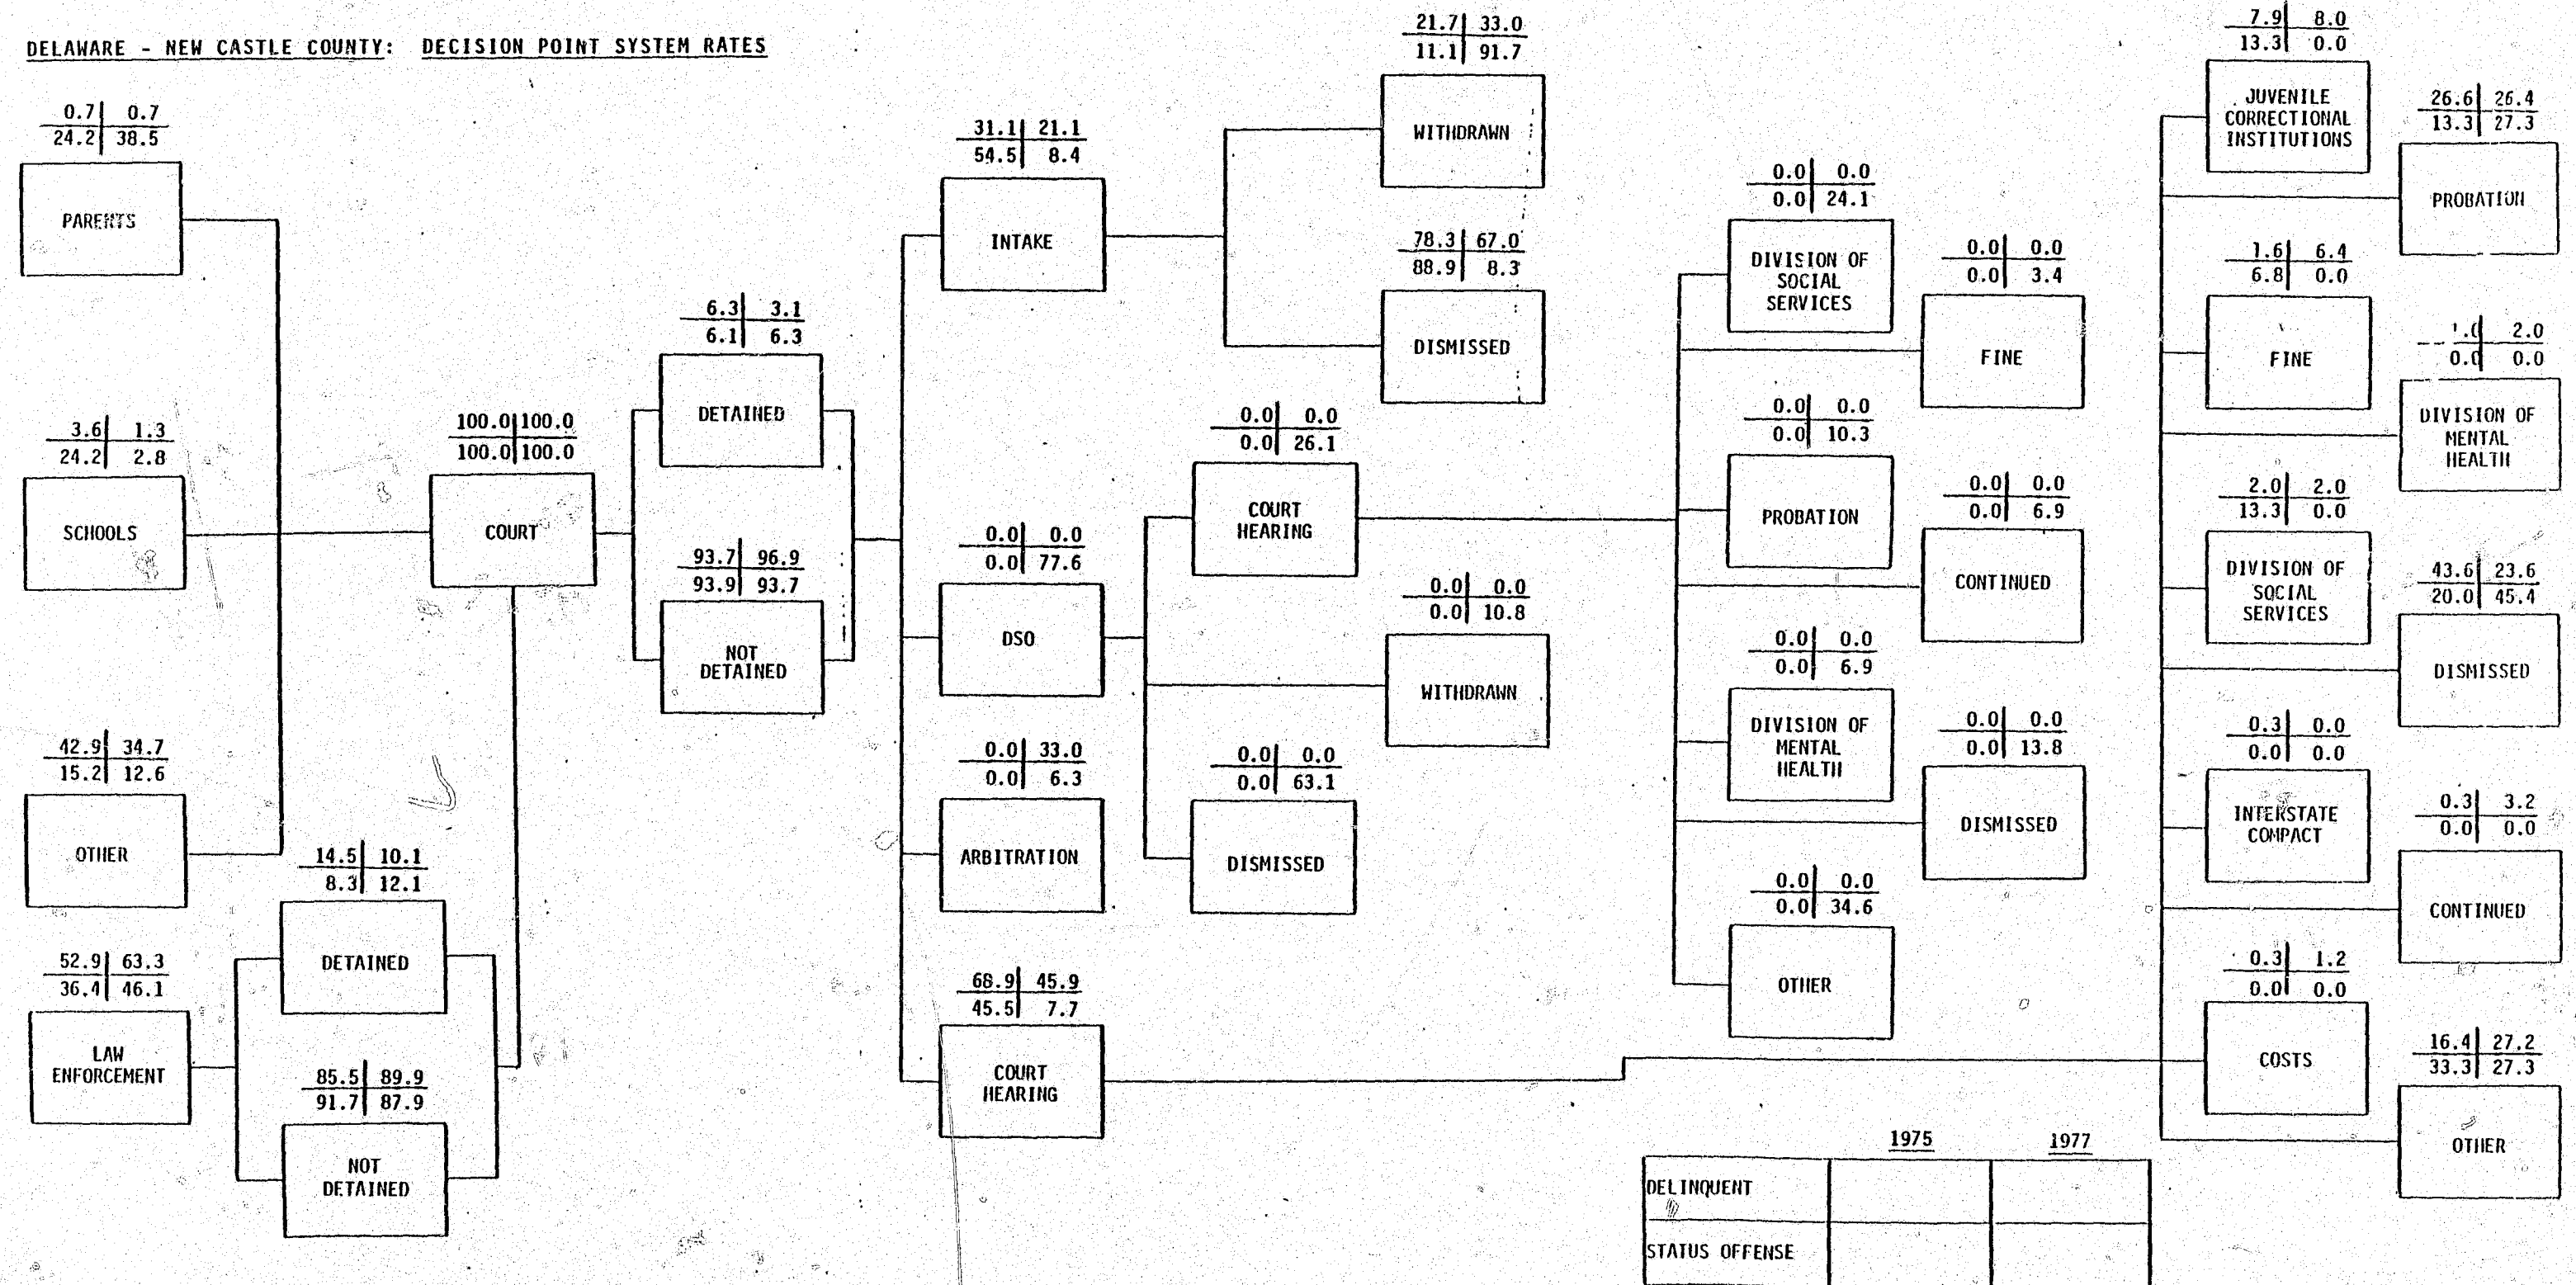 DELAWARE - NEW CASTLE COUNTY: DECISION POINT SYSTEM RATES
0.7 0.7
24.2 38.5
PARENTS
3.6 1.3
24.2 2.8
SCHOOLS
42.9 34.7
15.2 12.6
OTHER
52.9 63.3
36.4 46.1
LAW
ENFORCEMENT
14.5 10.1
8.3 12.1
DETAINED
85.5 89.9
91.7 87.9
NOT
DETAINED
100.0 100.0
100.0 100.0
COURT
6.3 3.1
6.1 6.3
DETAINED
93.7 96.9
93.9 93.7
NOT
DETAINED
31.1 21.1
54.5 8.4
INTAKE
0.0 0.0
0.0 77.6
DSO
0.0 33.0
0.0 6.3
ARBITRATION
68.9 45.9
45.5 7.7
COURT
HEARING
21.7 33.0
11.1 91.7
WITHDRAWN
78.3 67.0
88.9 8.3
DISMISSED
0.0 0.0
0.0 26.1
COURT
HEARING
0.0 0.0
0.0 10.8
WITHDRAWN
0.0 0.0
0.0 63.1
DISMISSED
0.0 0.0
0.0 24.1
DIVISION OF
SOCIAL
SERVICES
0.0 0.0
0.0 3.4
FINE
0.0 0.0
0.0 10.3
PROBATION
0.0 0.0
0.0 6.9
CONTINUED
0.0 0.0
0.0 6.9
DIVISION OF
MENTAL
HEALTH
0.0 0.0
0.0 13.8
DISMISSED
0.0 0.0
0.0 34.6
OTHER
7.9 8.0
13.3 0.0
JUVENILE
CORRECTIONAL
INSTITUTIONS
26.6 26.4
13.3 27.3
PROBATION
1.6 6.4
6.8 0.0
FINE
2.0
0.0 0.0
DIVISION OF
MENTAL
HEALTH
2.0 2.0
13.3 0.0
DIVISION OF
SOCIAL
SERVICES
43.6 23.6
20.0 45.4
DISMISSED
0.3 0.0
0.0 0.0
INTERSTATE
COMPACT
0.3 3.2
0.0 0.0
CONTINUED
0.3 1.2
0.0 0.0
COSTS
16.4 27.2
33.3 27.3
OTHER
1975 1977
DELINQUENT
STATUS OFFENSE